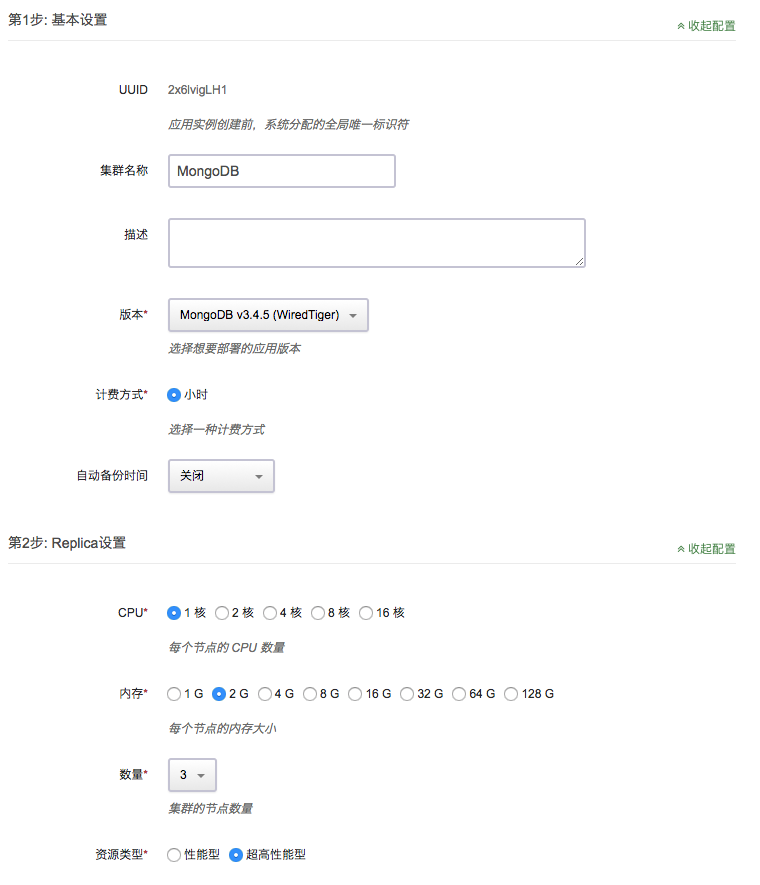 第1步: 基本设置
收起配置
UUID 2x6lvigLH1
应用实例创建前，系统分配的全局唯一标识符
集群名称 MongoDB
描述
版本* MongoDB v3.4.5 (WiredTiger)
选择想要部署的应用版本
计费方式* 小时
选择一种计费方式
自动备份时间 关闭
第2步: Replica设置
收起配置
CPU* 1 核 2 核 4 核 8 核 16 核
每个节点的 CPU 数量
内存* 1 G 2 G 4 G 8 G 16 G 32 G 64 G 128 G
每个节点的内存大小
数量* 3
集群的节点数量
资源类型* 性能型 超高性能型